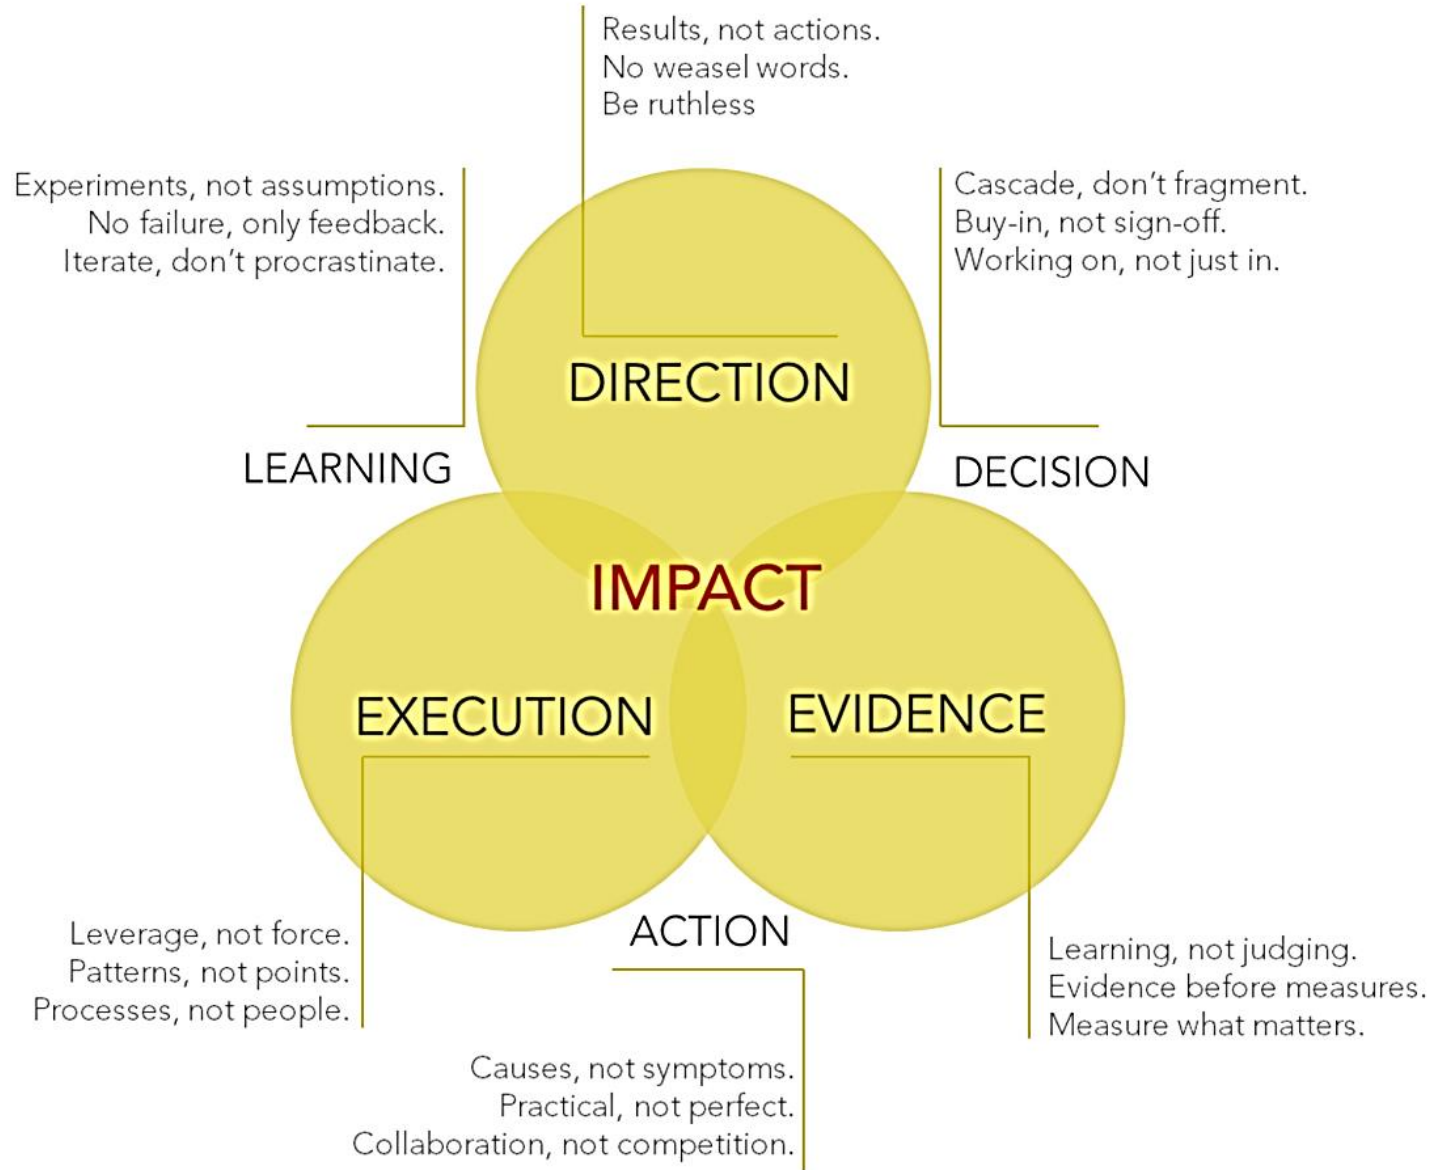 Results, not actions.
No weasel words.
Be ruthless
Experiments, not assumptions.
No failure, only feedback.
Iterate, don’t procrastinate.
Cascade, don’t fragment.
Buy-in, not sign-off.
Working on, not just in.
DIRECTION
LEARNING
DECISION
IMPACT
EXECUTION
EVIDENCE
ACTION
Leverage, not force.
Patterns, not points.
Processes, not people.
Learning, not judging.
Evidence before measures.
Measure what matters.
Causes, not symptoms.
Practical, not perfect.
Collaboration, not competition.